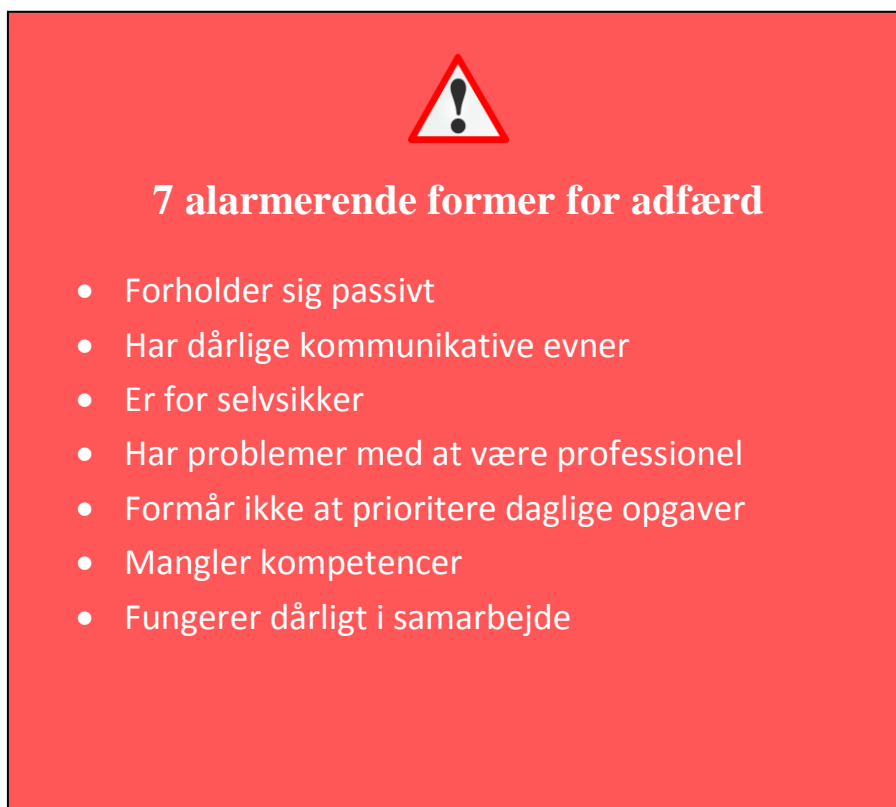 7 alarmerende former for adfærd
• Forholder sig passivt
• Har dårlige kommunikative evner
• Er for selvsikker
• Har problemer med at være professionel
• Formår ikke at prioritere daglige opgaver
• Mangler kompetencer
• Fungerer dårligt i samarbejde